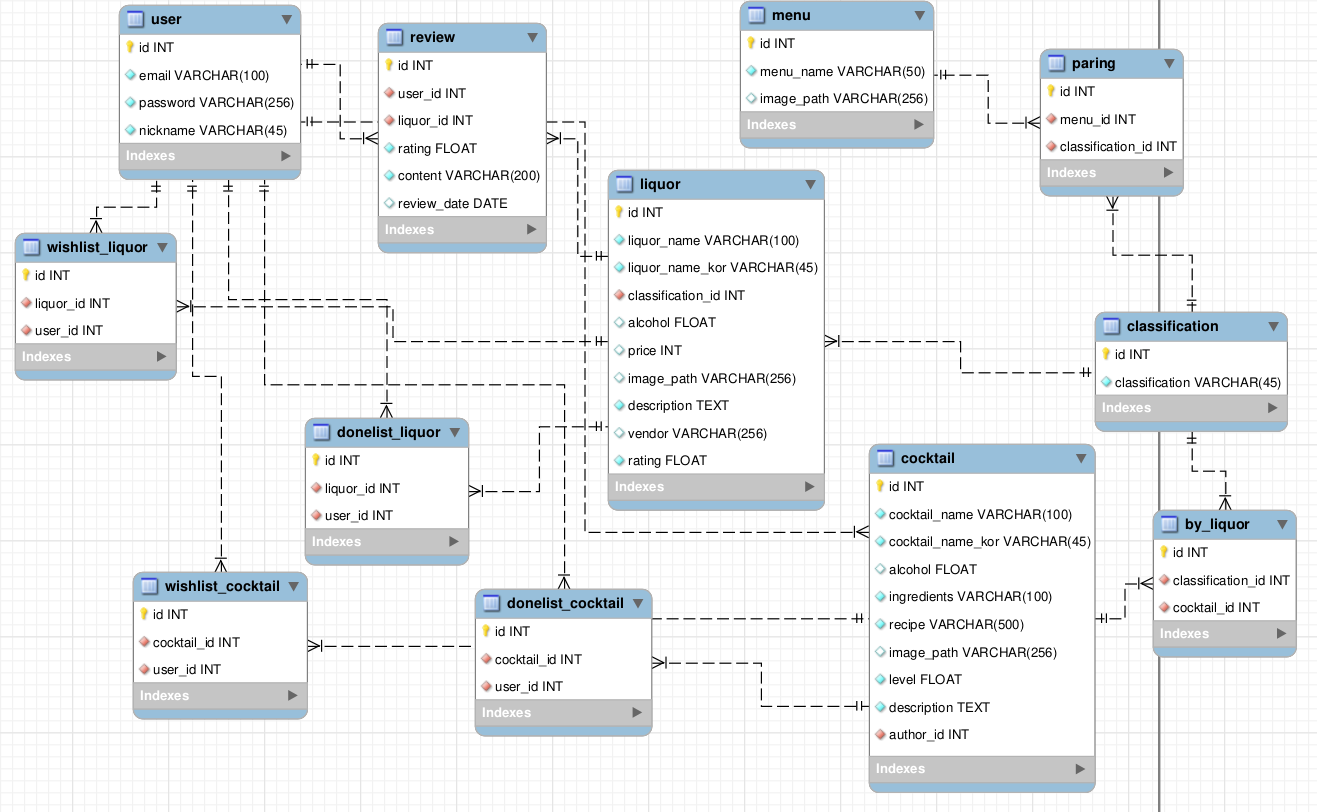 user
id INT
email VARCHAR(100)
password VARCHAR(256)
nickname VARCHAR(45)
Indexes
review
id INT
user_id INT
liquor_id INT
rating FLOAT
content VARCHAR(200)
review_date DATE
Indexes
menu
id INT
menu_name VARCHAR(50)
image_path VARCHAR(256)
Indexes
paring
id INT
menu_id INT
classification_id INT
Indexes
wishlist_liquor
id INT
liquor_id INT
user_id INT
Indexes
liquor
id INT
liquor_name VARCHAR(100)
liquor_name_kor VARCHAR(45)
classification_id INT
alcohol FLOAT
price INT
image_path VARCHAR(256)
description TEXT
vendor VARCHAR(256)
rating FLOAT
Indexes
classification
id INT
classification VARCHAR(45)
Indexes
donelist_liquor
id INT
liquor_id INT
user_id INT
Indexes
cocktail
id INT
cocktail_name VARCHAR(100)
cocktail_name_kor VARCHAR(45)
alcohol FLOAT
ingredients VARCHAR(100)
recipe VARCHAR(500)
image_path VARCHAR(256)
level FLOAT
description TEXT
author_id INT
Indexes
by_liquor
id INT
classification_id INT
cocktail_id INT
Indexes
wishlist_cocktail
id INT
cocktail_id INT
user_id INT
Indexes
donelist_cocktail
id INT
cocktail_id INT
user_id INT
Indexes